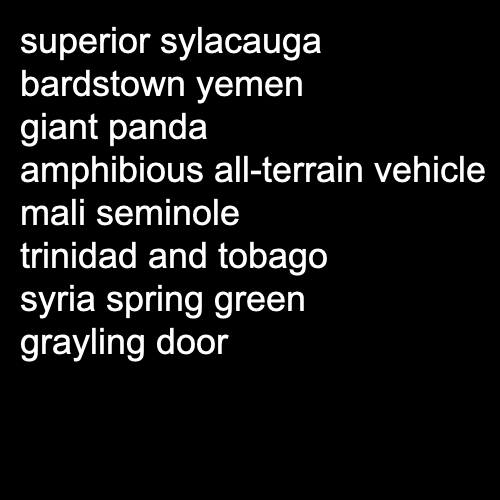 superior sylacauga
bardstown yemen
giant panda
amphibious all-terrain vehicle
mali seminole
trinidad and tobago
syria spring green
grayling door